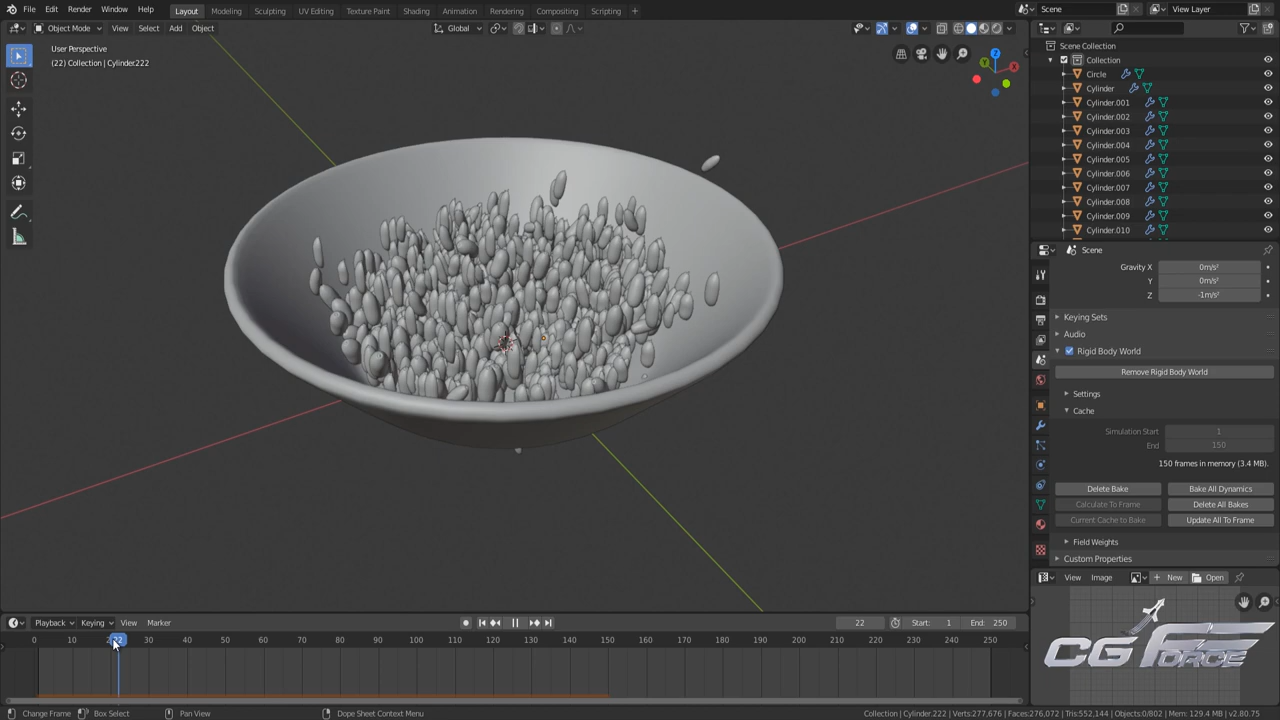 File Edit Render Window Help
Layout Modeling Sculpting UV Editing Texture Paint Shading Animation Rendering Compositing Scripting +
Scene View Layer
Object Mode View Select Add Object Global
User Perspective
(22) Collection | Cylinder.222
Z
Y
X
Scene Collection
Collection
Circle
Cylinder
Cylinder.001
Cylinder.002
Cylinder.003
Cylinder.004
Cylinder.005
Cylinder.006
Cylinder.007
Cylinder.008
Cylinder.009
Cylinder.010
Scene
Gravity X 0m/s²
Y 0m/s²
Z -1m/s²
Keying Sets
Audio
Rigid Body World
Remove Rigid Body World
Settings
Cache
Simulation Start 1
End 150
150 frames in memory (3.4 MB).
Delete Bake Bake All Dynamics
Calculate To Frame Delete All Bakes
Current Cache to Bake Update All To Frame
Field Weights
Custom Properties
View Image New Open
CG FORCE
Playback Keying View Marker 22 Start: 1 End: 250
0 10 22 30 40 50 60 70 80 90 100 110 120 130 140 150 160 170 180 190 200 210 220 230 240 250
Change Frame Box Select Pan View Dope Sheet Context Menu
Collection | Cylinder.222 | Verts:277,676 | Faces:276,072 | Tris:552,144 | Objects:0/802 | Mem: 129.4 MB | v2.80.75